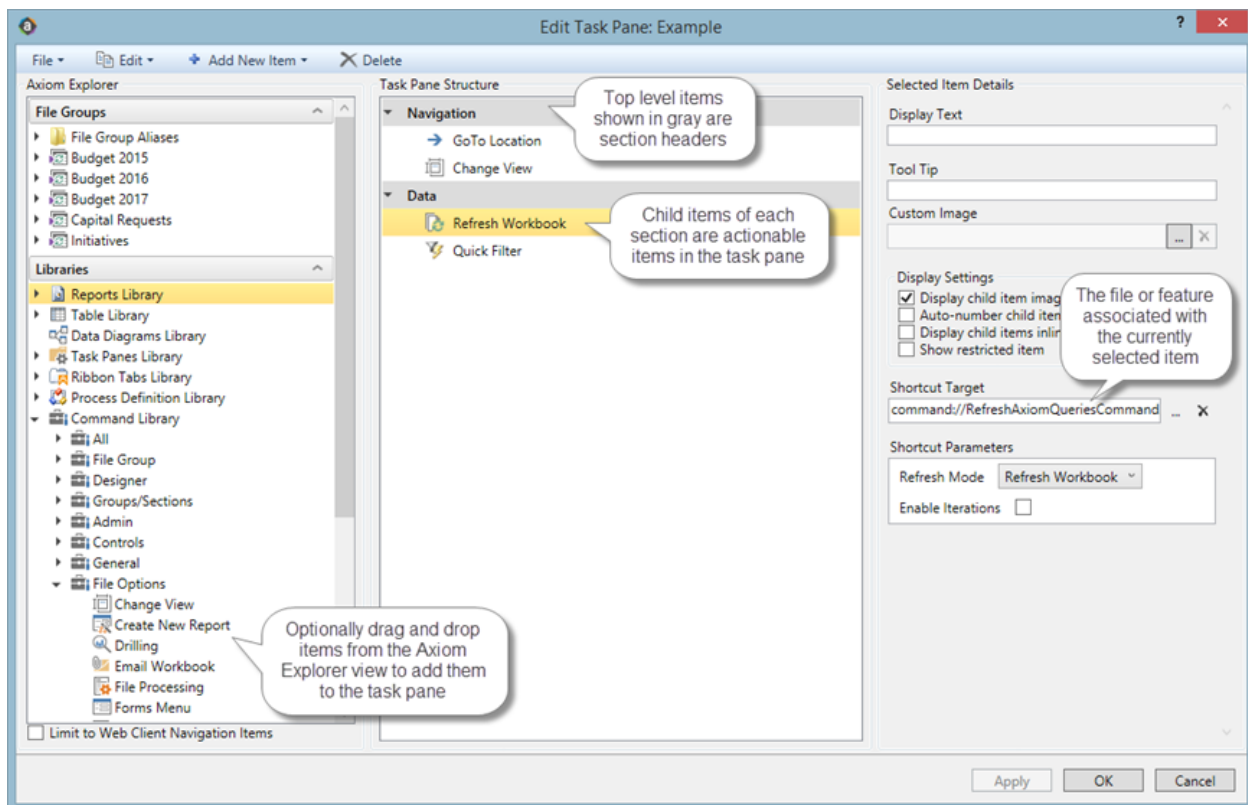 Edit Task Pane: Example
?
File
Edit
Add New Item
Delete
Axiom Explorer
File Groups
File Group Aliases
Budget 2015
Budget 2016
Budget 2017
Capital Requests
Initiatives
Libraries
Reports Library
Table Library
Data Diagrams Library
Task Panes Library
Ribbon Tabs Library
Process Definition Library
Command Library
All
File Group
Designer
Groups/Sections
Admin
Controls
General
File Options
Change View
Create New Report
Drilling
Email Workbook
File Processing
Forms Menu
Limit to Web Client Navigation Items
Optionally drag and drop
items from the Axiom
Explorer view to add them
to the task pane
Task Pane Structure
Navigation
GoTo Location
Change View
Data
Refresh Workbook
Quick Filter
Top level items
shown in gray are
section headers
Child items of each
section are actionable
items in the task pane
Selected Item Details
Display Text
Tool Tip
Custom Image
...
Display Settings
Display child item imag
Auto-number child iten
Display child items inlin
Show restricted item
The file or feature
associated with
the currently
selected item
Shortcut Target
command://RefreshAxiomQueriesCommand
...
Shortcut Parameters
Refresh Mode Refresh Workbook
Enable Iterations
Apply
OK
Cancel